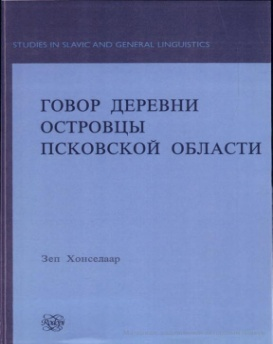 STUDIES IN SLAVIC AND GENERAL LINGUISTICS
ГОВОР ДЕРЕВНИ
ОСТРОВЦЫ
ПСКОВСКОЙ ОБЛАСТИ
Зеп Хонселаар